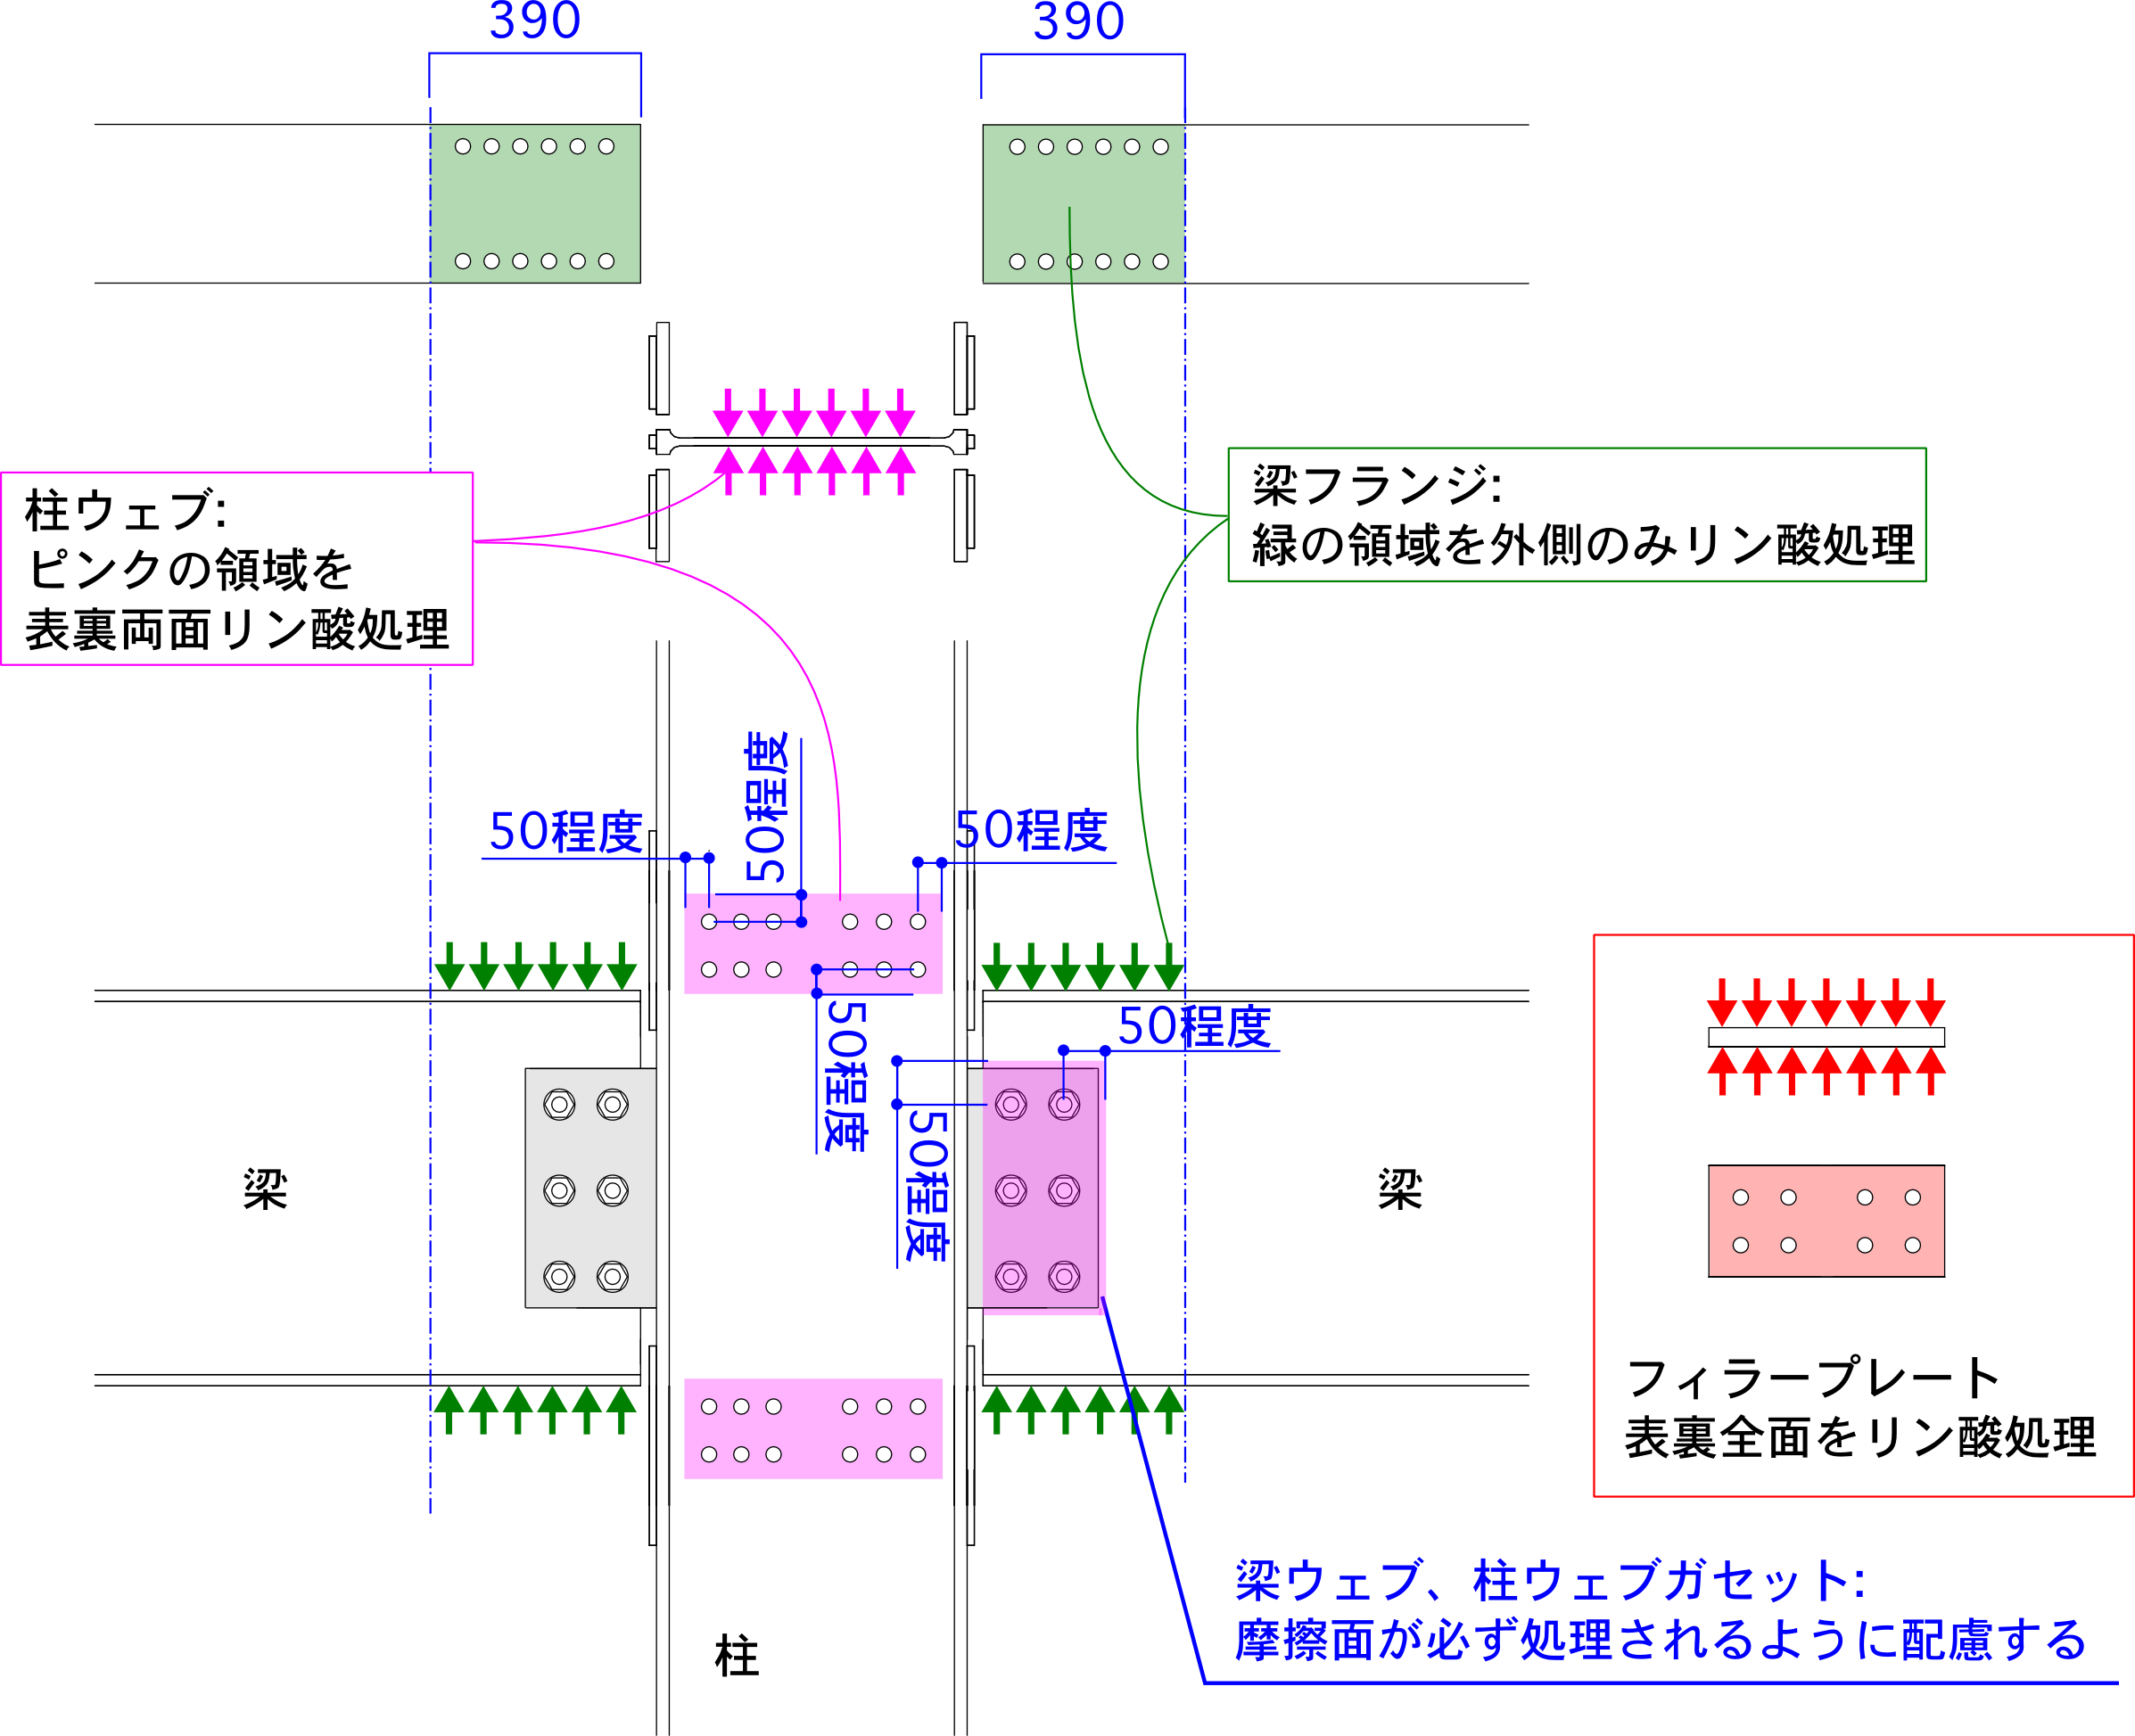 390
390
柱ウェブ:
ピンクの領域を
表裏両面リン酸処理
梁フランジ:
緑の領域を外側のみリン酸処理
50程度
50程度
50程度
50程度
50程度
50程度
梁
梁
フィラープレート
表裏全面をリン酸処理
梁ウェブ、柱ウェブガセット:
摩擦面が必ず処理されるように配慮する
柱